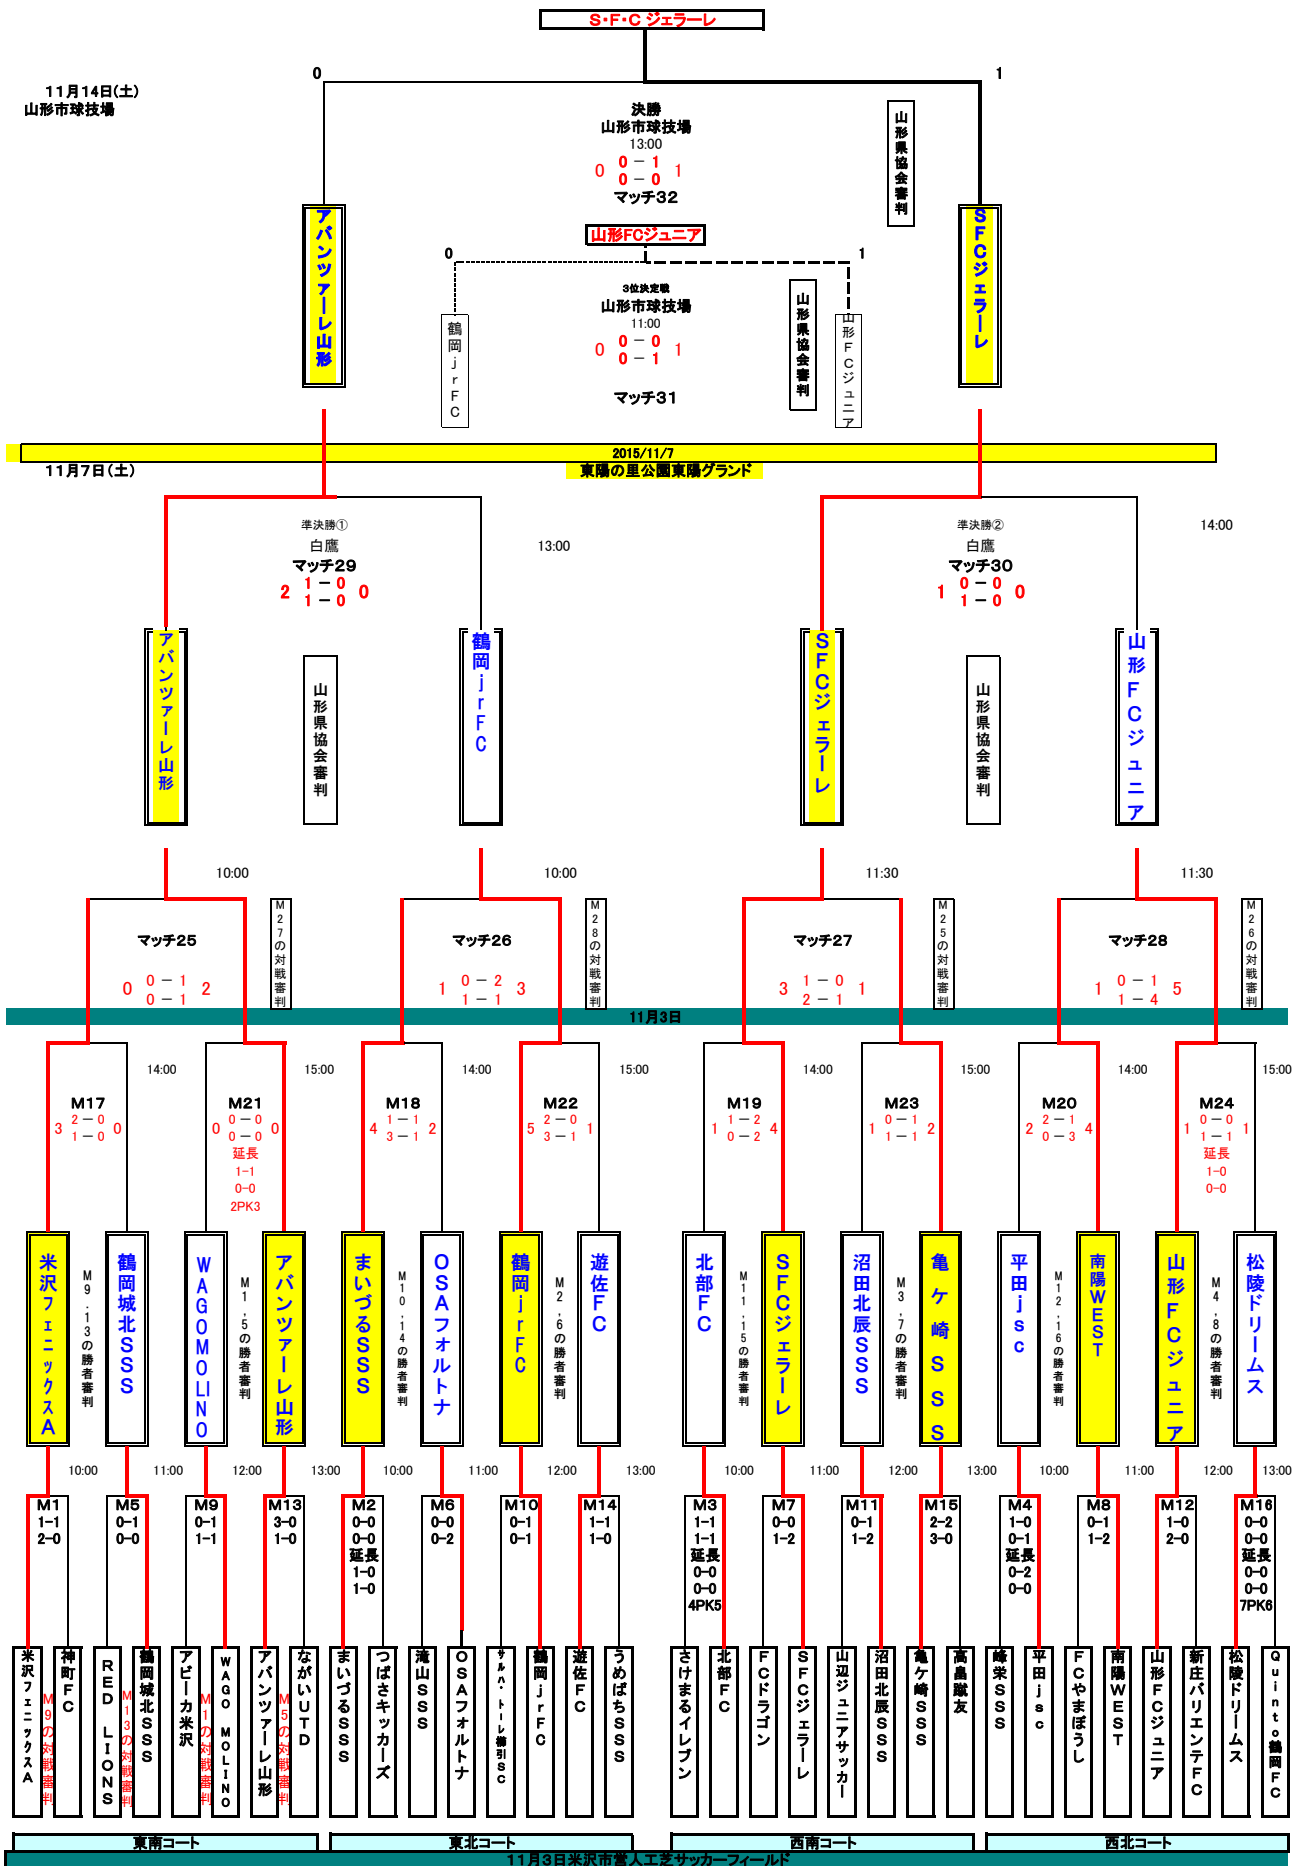 S・F・C ジェラーレ
0
1
11月14日(土)
山形市球技場
決勝
山形市球技場
13:00
0 0 － 1 1
0 － 0
マッチ32
山形県協会審判
アバンツァーレ山形
SFCジェラーレ
山形FCジュニア
0
1
3位決定戦
山形市球技場
11:00
0 0 － 0 1
0 － 1
マッチ31
鶴岡jrFC
山形県協会審判
山形FCジュニア
2015/11/7
11月7日(土)
東陽の里公園東陽グランド
準決勝①
白鷹
マッチ29
2 1 － 0 0
1 － 0
13:00
準決勝②
白鷹
マッチ30
1 0 － 0 0
1 － 0
14:00
アバンツァーレ山形
山形県協会審判
鶴岡jrFC
SFCジェラーレ
山形県協会審判
山形FCジュニア
10:00
10:00
11:30
11:30
マッチ25
0 0 － 1 2
0 － 1
M27の対戦審判
マッチ26
1 0 － 2 3
1 － 1
M28の対戦審判
マッチ27
3 1 － 0 1
2 － 1
M25の対戦審判
マッチ28
1 0 － 1 5
1 － 4
M26の対戦審判
11月3日
14:00
15:00
14:00
15:00
14:00
15:00
14:00
15:00
M17
3 2 － 0 0
1 － 0
M21
0 0 － 0 0
0 － 0
延長
1-1
0-0
2PK3
M18
4 1 － 1 2
3 － 1
M22
5 2 － 0 1
3 － 1
M19
1 1 － 2 4
0 － 2
M23
1 0 － 1 2
1 － 1
M20
2 2 － 1 4
0 － 3
M24
1 0 － 0 1
1 － 1
延長
1-0
0-0
米沢フェニックスA
M9.13の勝者審判
鶴岡城北SSS
WAGOMOLINO
M1,5の勝者審判
アバンツァーレ山形
まいづるSSS
M10,14の勝者審判
OSAフォルトナ
鶴岡jrFC
M2,6の勝者審判
遊佐FC
北部FC
M11,15の勝者審判
SFCジェラーレ
沼田北辰SSS
M3,7の勝者審判
亀ケ崎SSS
平田jsc
M12,16の勝者審判
南陽WEST
山形FCジュニア
M4,8の勝者審判
松陵ドリームス
10:00
11:00
12:00
13:00
10:00
11:00
12:00
13:00
10:00
11:00
12:00
13:00
10:00
11:00
12:00
13:00
M1
1-1
2-0
M5
0-1
0-0
M9
0-1
1-1
M13
3-0
1-0
M2
0-0
0-0
延長
1-0
1-0
M6
0-0
0-2
M10
0-1
0-1
M14
1-1
1-0
M3
1-1
1-1
延長
0-0
0-0
4PK5
M7
0-0
1-2
M11
0-1
1-2
M15
2-2
3-0
M4
1-0
0-1
延長
0-2
0-0
M8
0-1
1-2
M12
1-0
2-0
M16
0-0
0-0
延長
0-0
0-0
7PK6
米沢フェニックスA
M9の対戦審判
神町FC
RED LIONS
M13の対戦審判
鶴岡城北SSS
アビーカ米沢
M1の対戦審判
WAGO MOLINO
アバンツァーレ山形
M5の対戦審判
ながいUTD
まいづるSSS
つばさキッカーズ
滝山SSS
OSAフォルトナ
サルバ・トーレ櫛引SC
鶴岡jrFC
遊佐FC
うめばちSSS
さけまるイレブン
北部FC
FCドラゴン
SFCジェラーレ
山辺ジュニアサッカー
沼田北辰SSS
亀ケ崎SSS
高畠蹴友
峰栄SSS
平田jsc
FCやまぼうし
南陽WEST
山形FCジュニア
新庄バリエンテFC
松陵ドリームス
Quinto鶴岡FC
東南コート
東北コート
西南コート
西北コート
11月3日米沢市営人工芝サッカーフィールド